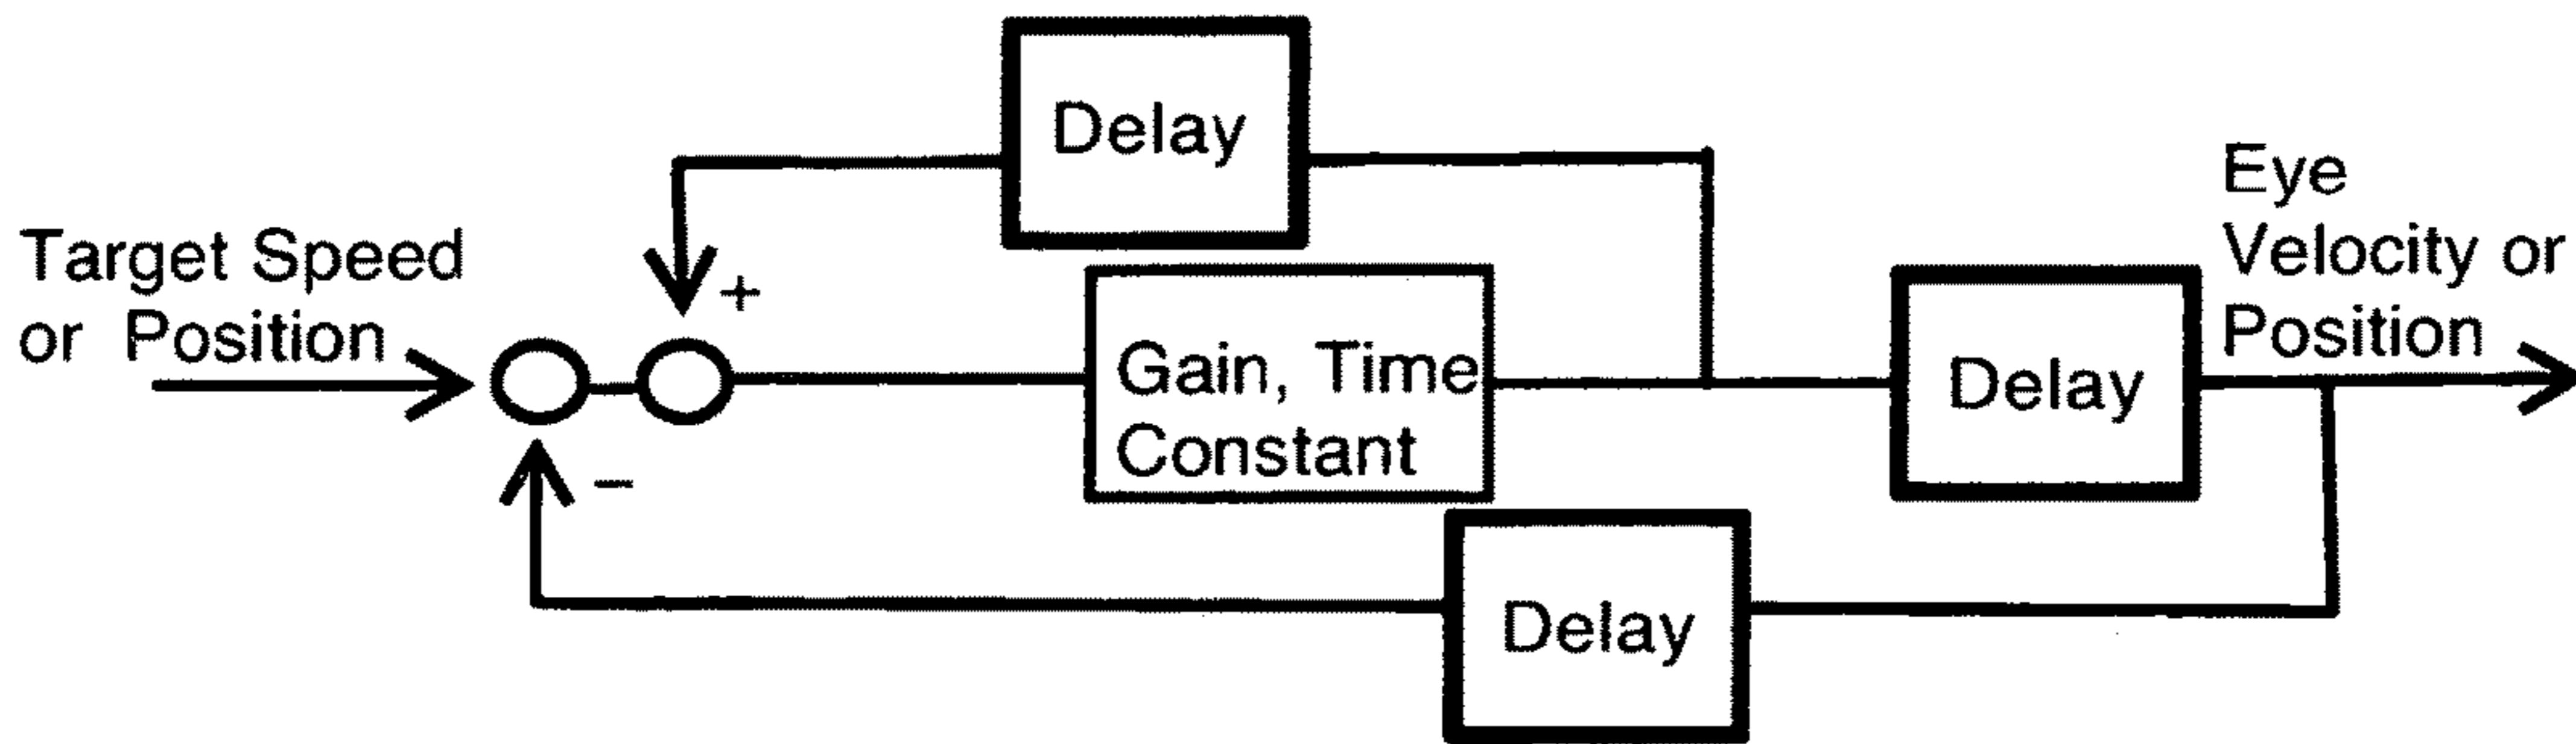 Delay
Target Speed
or Position
+
Gain, Time
Constant
Delay
Eye
Velocity or
Position
−
Delay